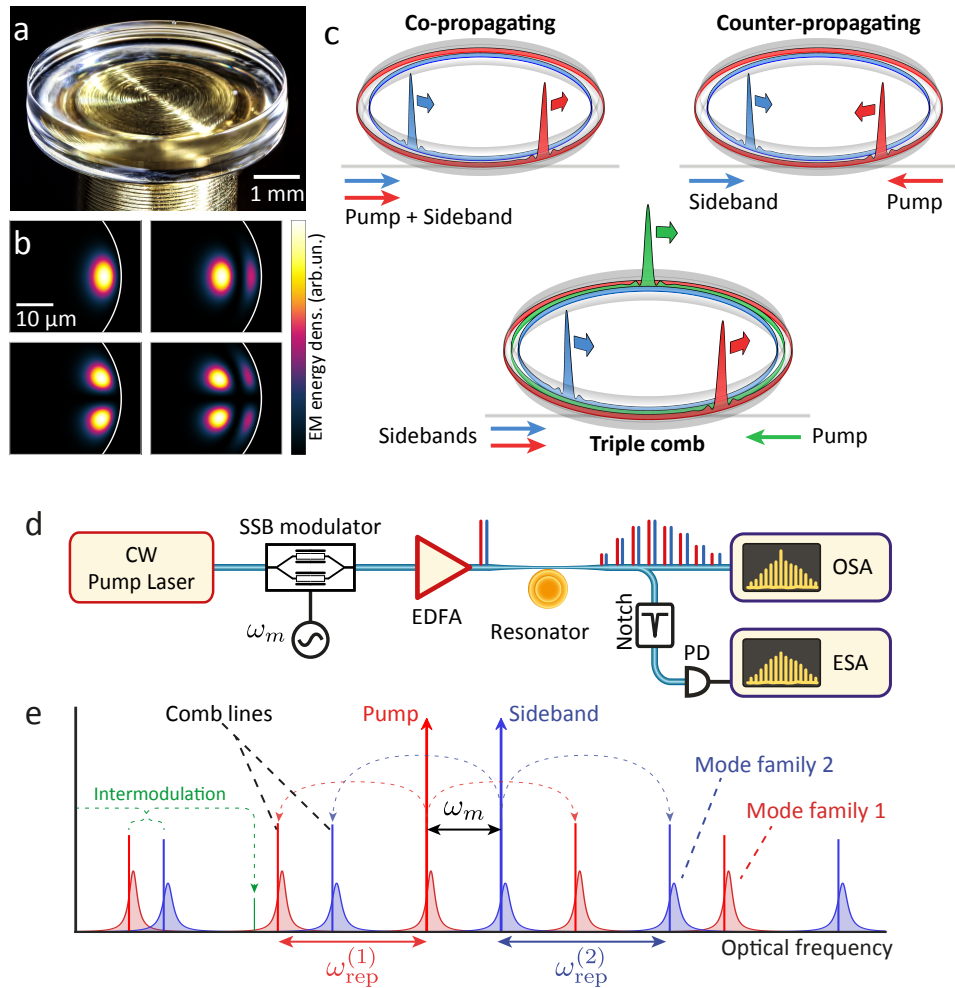 a
1 mm
b
10 µm
EM energy dens. (arb.un.)
c
Co-propagating
Pump + Sideband
Counter-propagating
Sideband
Pump
Sidebands
Triple comb
Pump
d
CW
Pump Laser
SSB modulator
ω_m
EDFA
Resonator
Notch
PD
OSA
ESA
e
Comb lines
Pump
Sideband
Mode family 2
Mode family 1
Intermodulation
ω_m
ω_rep^(1)
ω_rep^(2)
Optical frequency